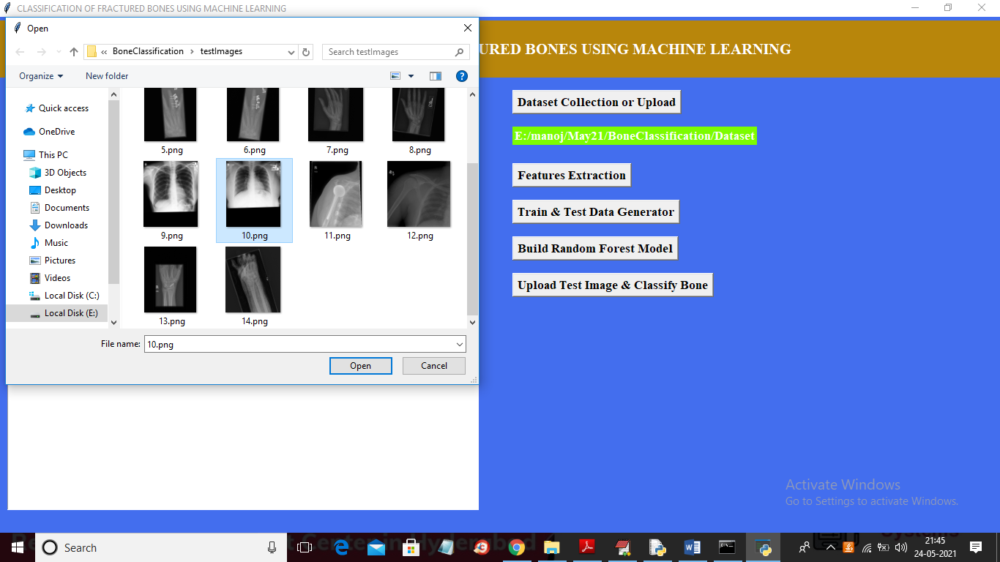 CLASSIFICATION OF FRACTURED BONES USING MACHINE LEARNING
Open
« BoneClassification › testImages
Search testImages
Organize
New folder
Quick access
OneDrive
This PC
3D Objects
Desktop
Documents
Downloads
Music
Pictures
Videos
Local Disk (C:)
Local Disk (E:)
5.png
6.png
7.png
8.png
9.png
10.png
11.png
12.png
13.png
14.png
File name:
10.png
Open
Cancel
URED BONES USING MACHINE LEARNING
Dataset Collection or Upload
E:/manoj/May21/BoneClassification/Dataset
Features Extraction
Train & Test Data Generator
Build Random Forest Model
Upload Test Image & Classify Bone
Activate Windows
Go to Settings to activate Windows.
Search
21:45
24-05-2021